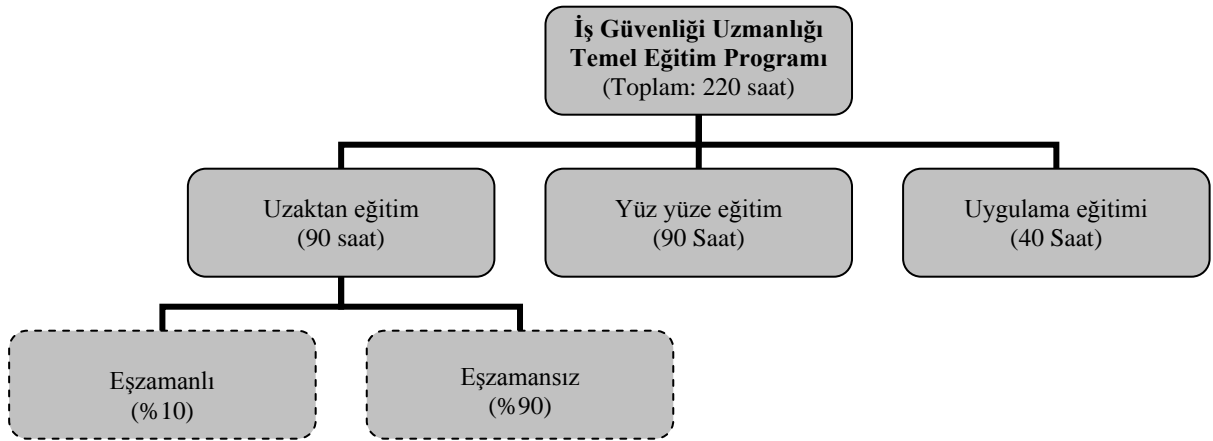 İş Güvenliği Uzmanlığı
Temel Eğitim Programı
(Toplam: 220 saat)
Uzaktan eğitim
(90 saat)
Yüz yüze eğitim
(90 Saat)
Uygulama eğitimi
(40 Saat)
Eşzamanlı
(%10)
Eşzamansız
(%90)